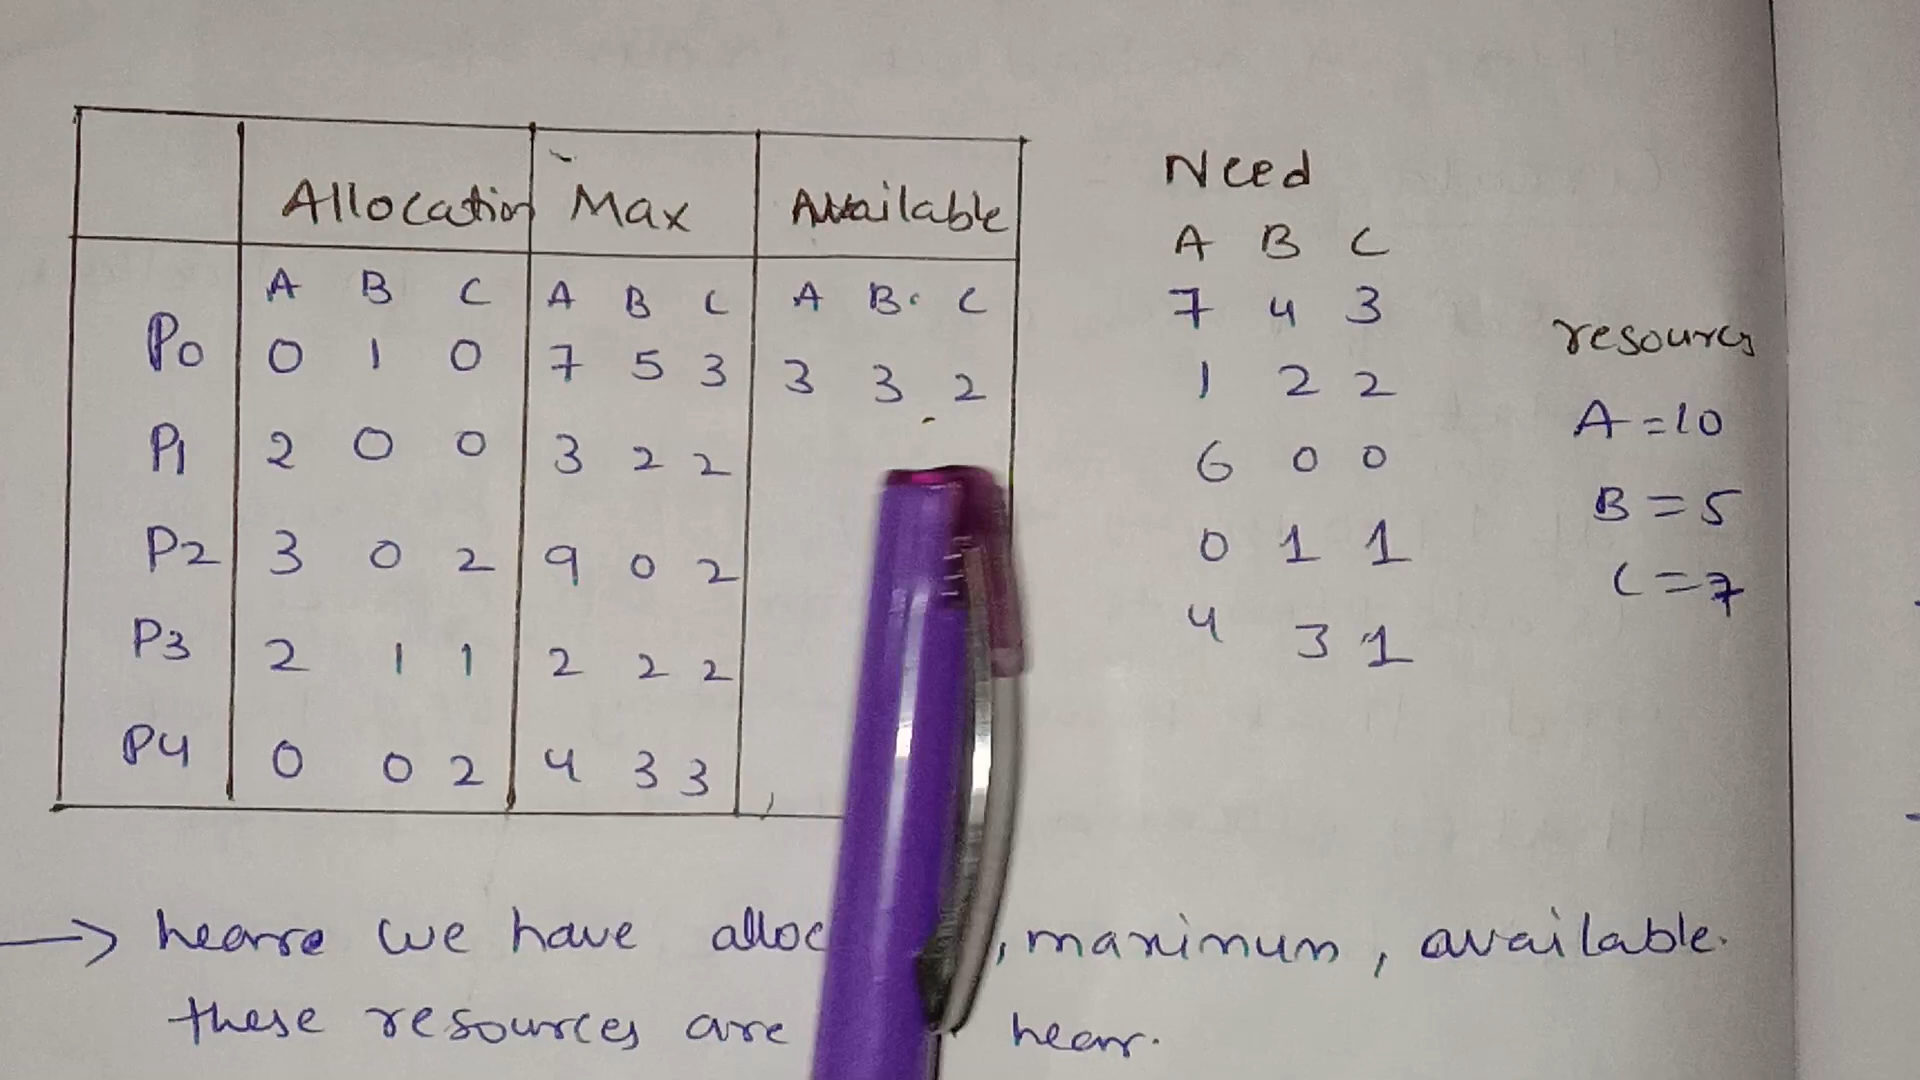 Allocation Max Available
A B C A B. C A B. C
P0 0 1 0 7 5 3 3 3 2
P1 2 0 0 3 2 2
P2 3 0 2 9 0 2
P3 2 1 1 2 2 2
P4 0 0 2 4 3 3
Need
A B C
7 4 3
1 2 2
6 0 0
0 1 1
4 3 1
resources
A=10
B=5
C=7
→ hearse we have alloc , maximum, available.
these resources are hear.